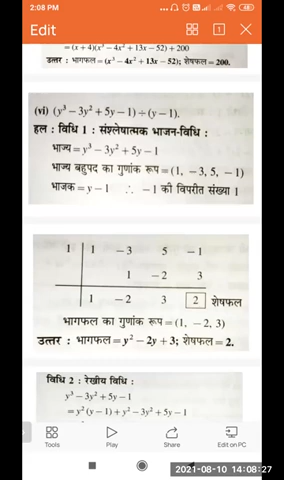 2:08 PM
Edit
1
= (x + 4)(x³ − 4x² + 13x − 52) + 200
उत्तर : भागफल = (x³ − 4x² + 13x − 52); शेषफल = 200.
(vi) (y³ − 3y² + 5y − 1) ÷ (y − 1).
हल : विधि 1 : संश्लेषात्मक भाजन-विधि :
भाज्य = y³ − 3y² + 5y − 1
भाज्य बहुपद का गुणांक रूप = (1, −3, 5, −1)
भाजक = y − 1 ∴ −1 की विपरीत संख्या 1
1 1 −3 5 −1
1 −2 3
1 −2 3 2 शेषफल
भागफल का गुणांक रूप = (1, −2, 3)
उत्तर : भागफल = y² − 2y + 3; शेषफल = 2.
विधि 2 : रेखीय विधि :
y³ − 3y² + 5y − 1
= y²(y − 1) + y² − 3y² + 5y − 1
Tools Play Share Edit on PC
2021-08-10 14:08:27